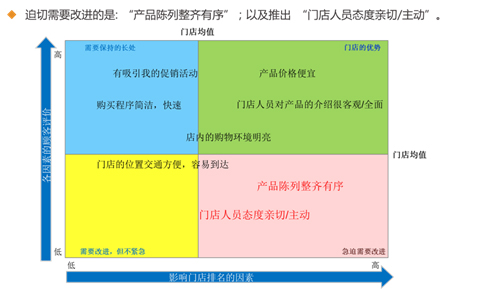 迫切需要改进的是：“产品陈列整齐有序”；以及推出 “门店人员态度亲切/主动”。
门店均值
需要保持的长处
门店的优势
高
有吸引我的促销活动
产品价格便宜
购买程序简洁，快速
门店人员对产品的介绍很客观/全面
店内的购物环境明亮
门店均值
门店的位置交通方便，容易到达
各因素的顾客评价
产品陈列整齐有序
门店人员态度亲切/主动
低
需要改进，但不紧急
急迫需要改进
低
高
影响门店排名的因素